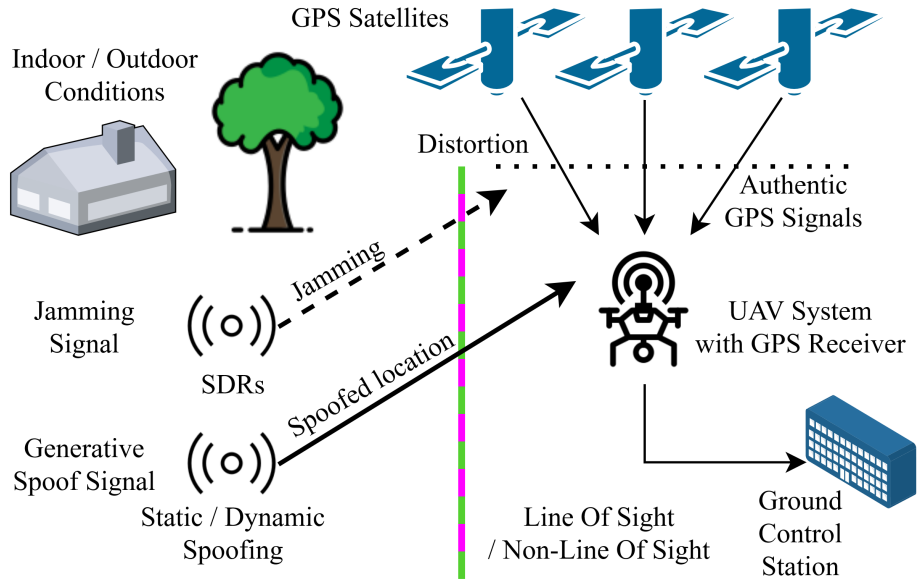 GPS Satellites
Indoor / Outdoor
Conditions
Distortion
Authentic
GPS Signals
Jamming
Jamming
Signal
SDRs
UAV System
with GPS Receiver
Spoofed location
Generative
Spoof Signal
Static / Dynamic
Spoofing
Line Of Sight
/ Non-Line Of Sight
Ground
Control
Station